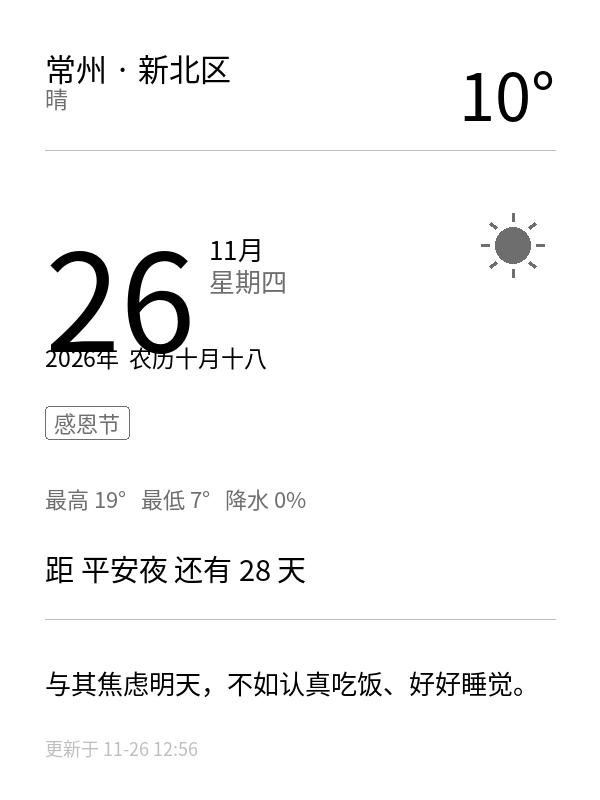 常州 · 新北区
晴
10°
26
11月
星期四
2026年 农历十月十八
感恩节
最高 19° 最低 7° 降水 0%
距 平安夜 还有 28 天
与其焦虑明天，不如认真吃饭、好好睡觉。
更新于 11-26 12:56